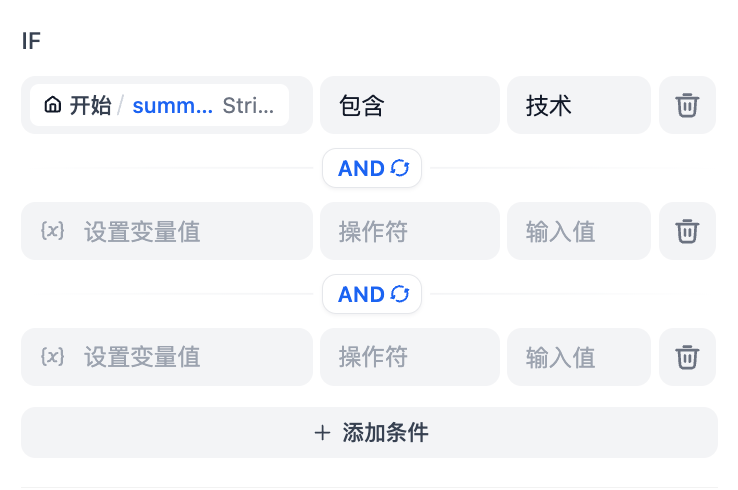 IF
开始 / summ... Stri... 包含 技术
AND
{x} 设置变量值 操作符 输入值
AND
{x} 设置变量值 操作符 输入值
+ 添加条件